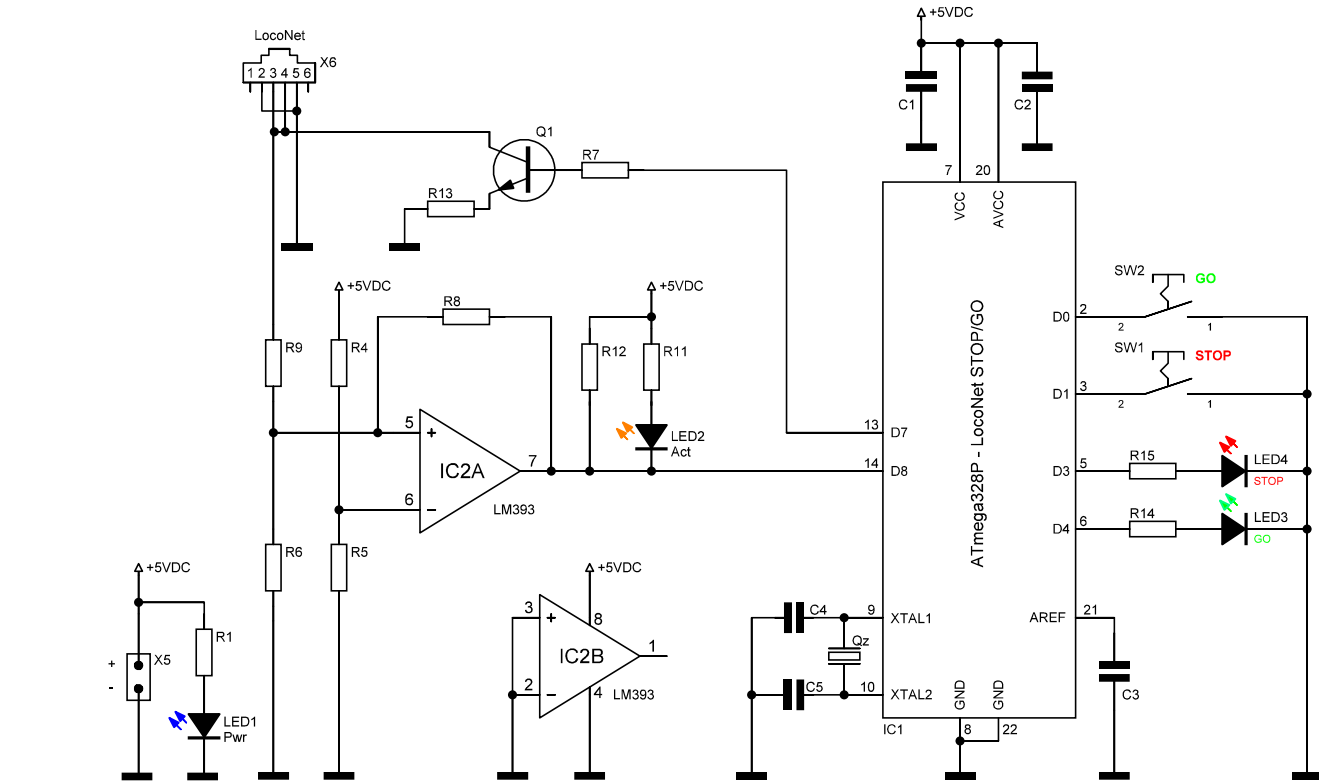 +5VDC
LocoNet
X6
1 2 3 4 5 6
C1
C2
Q1
R7
7
20
R13
VCC
AVCC
SW2
GO
+5VDC
+5VDC
R8
D0
2
2
1
R9
R4
R12
R11
SW1
STOP
D1
3
2
1
ATmega328P - LocoNet STOP/GO
5
+
LED2
Act
13
D7
IC2A
7
14
D8
D3
5
R15
LED4
STOP
6
-
LM393
D4
6
R14
LED3
GO
R6
R5
+5VDC
+5VDC
3
+
8
C4
9
XTAL1
AREF
21
R1
IC2B
1
Qz
X5
+
-
2
-
4
LM393
C5
10
XTAL2
GND
GND
C3
LED1
Pwr
IC1
8
22